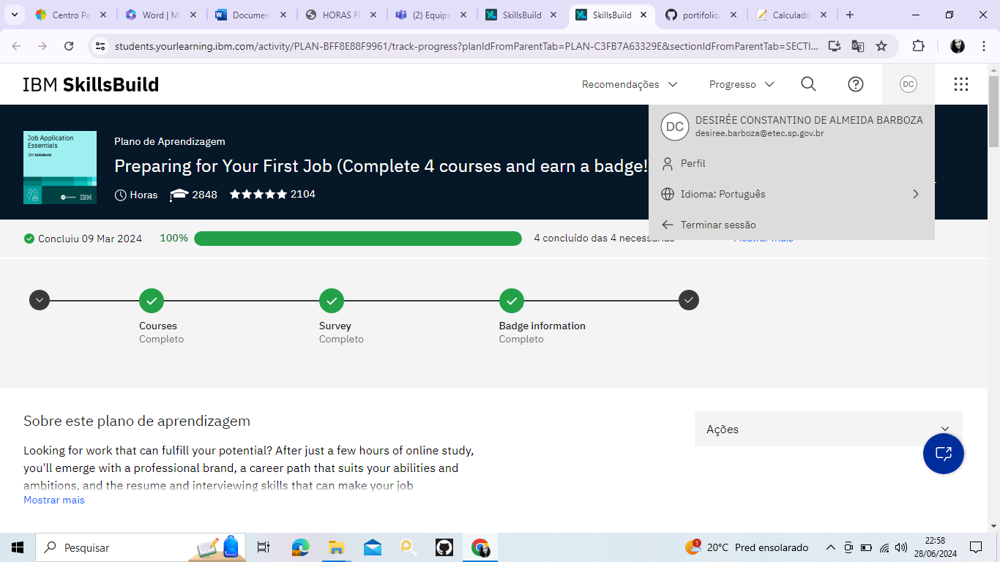 Centro Pa
Word | Mi
Documen
HORAS FE
(2) Equipe
SkillsBuild
SkillsBuild
portifolio
Calculado
students.yourlearning.ibm.com/activity/PLAN-BFF8E88F9961/track-progress?planIdFromParentTab=PLAN-C3FB7A63329E&sectionIdFromParentTab=SECTI...
IBM SkillsBuild
Recomendações
Progresso
DC
DC
DESIRÉE CONSTANTINO DE ALMEIDA BARBOZA
desiree.barboza@etec.sp.gov.br
Perfil
Idioma: Português
Terminar sessão
Job Application
Essentials
IBM SkillsBuild
IBM
Plano de Aprendizagem
Preparing for Your First Job (Complete 4 courses and earn a badge!
Horas
2848
2104
Concluiu 09 Mar 2024
100%
4 concluído das 4 necessárias
Mostrar mais
Courses
Completo
Survey
Completo
Badge information
Completo
Sobre este plano de aprendizagem
Looking for work that can fulfill your potential? After just a few hours of online study,
you'll emerge with a professional brand, a career path that suits your abilities and
ambitions, and the resume and interviewing skills that can make your job
Mostrar mais
Ações
Pesquisar
1
20°C Pred ensolarado
22:58
28/06/2024